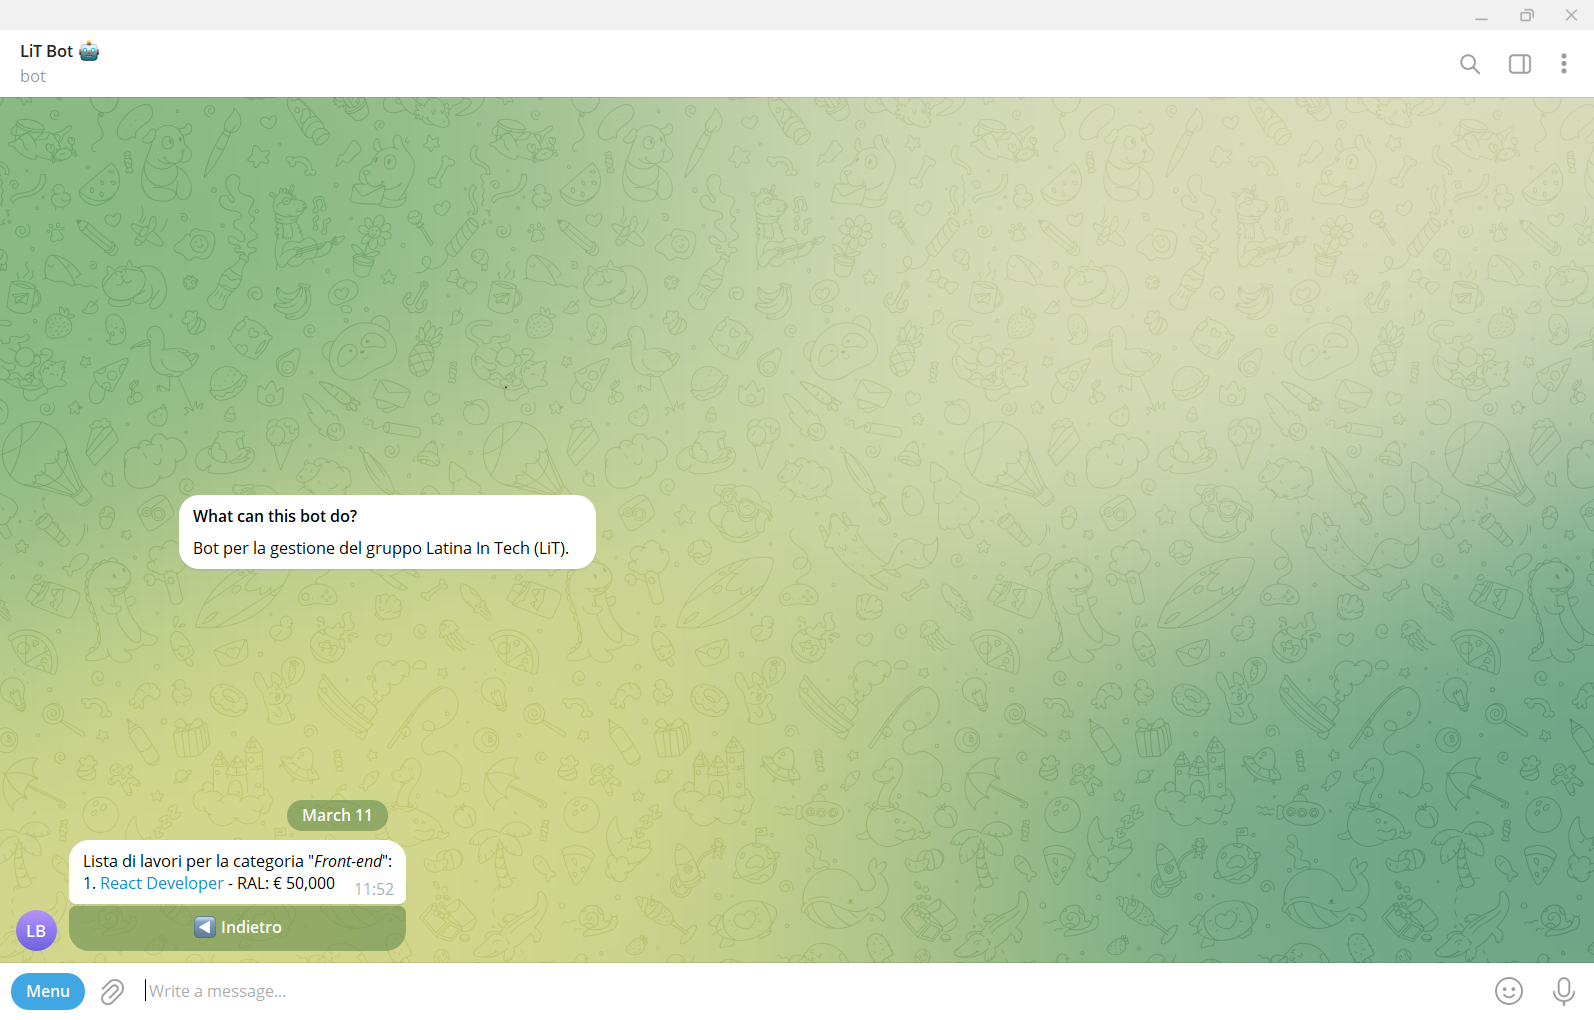 LiT Bot 🤖
bot
What can this bot do?
Bot per la gestione del gruppo Latina In Tech (LiT).
March 11
Lista di lavori per la categoria "Front-end":
1. React Developer - RAL: € 50,000
11:52
LB
◀ Indietro
Menu
Write a message...